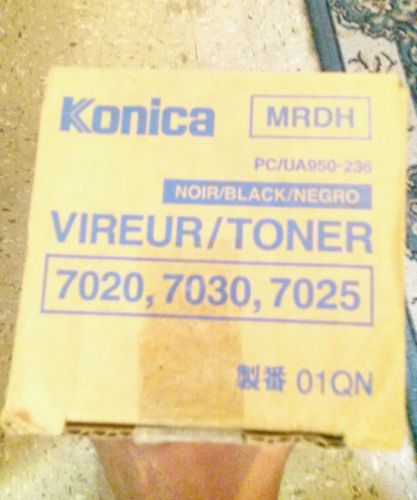 Konica
MRDH
PC/UA950-236
NOIR/BLACK/NEGRO
VIREUR/TONER
7020, 7030, 7025
製番 01QN